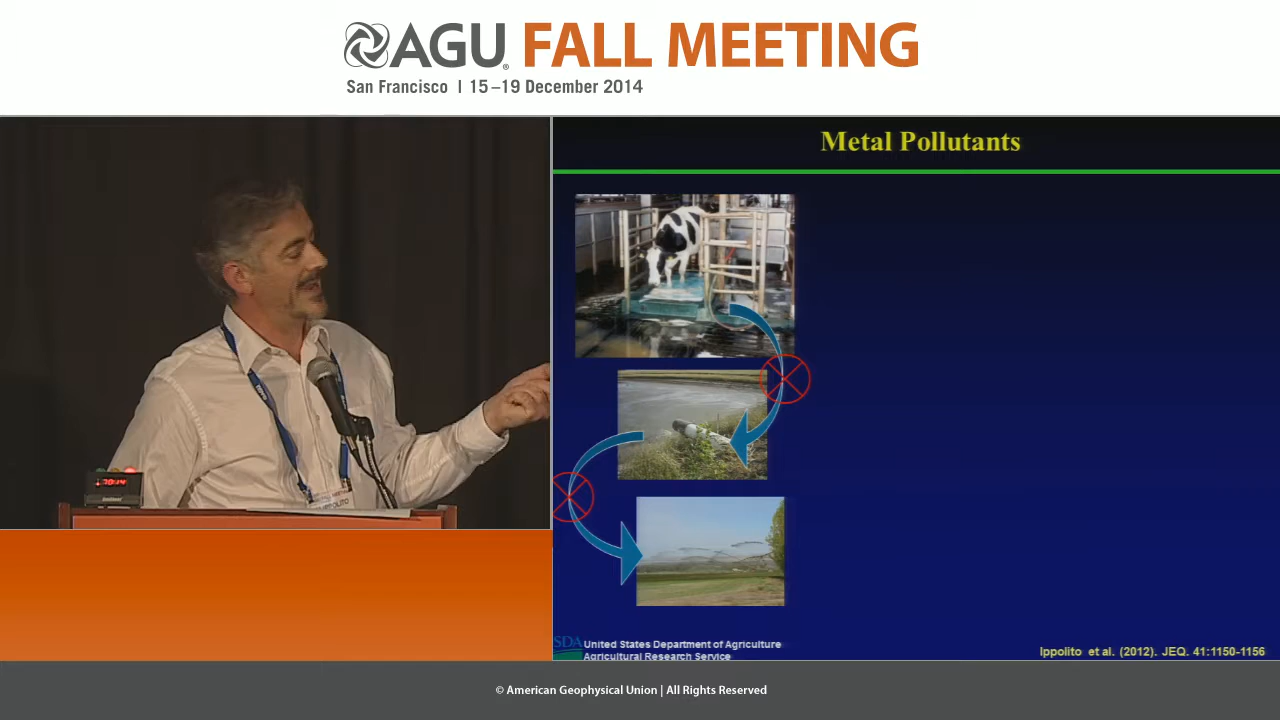 AGU FALL MEETING
San Francisco | 15–19 December 2014
Metal Pollutants
United States Department of Agriculture
Agricultural Research Service
Ippolito et al. (2012). JEQ. 41:1150-1156
© American Geophysical Union | All Rights Reserved